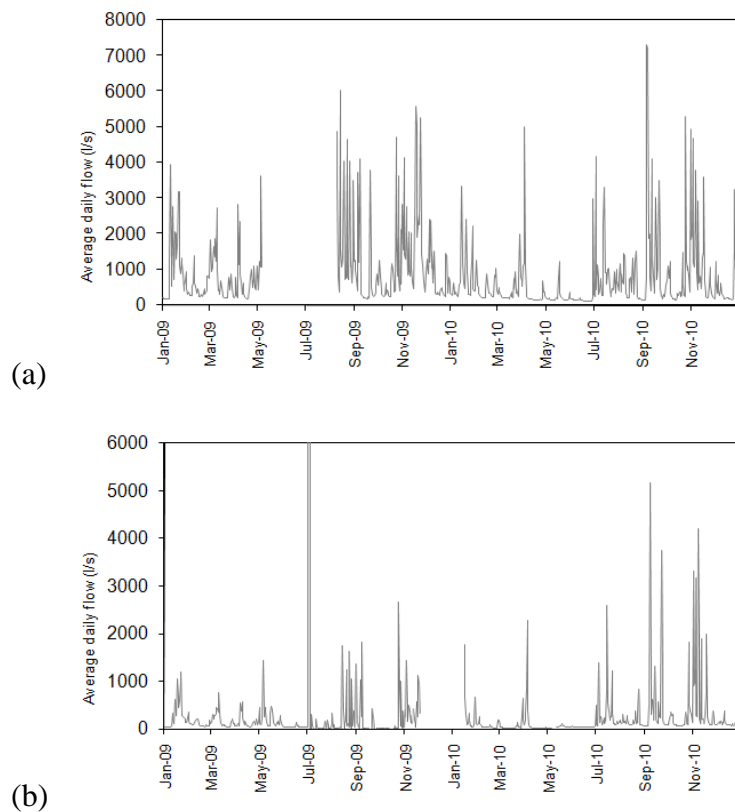 8000
7000
6000
5000
4000
3000
2000
1000
0
Average daily flow (l/s)
Jan-09
Mar-09
May-09
Jul-09
Sep-09
Nov-09
Jan-10
Mar-10
May-10
Jul-10
Sep-10
Nov-10
(a)
6000
5000
4000
3000
2000
1000
0
Average daily flow (l/s)
Jan-09
Mar-09
May-09
Jul-09
Sep-09
Nov-09
Jan-10
Mar-10
May-10
Jul-10
Sep-10
Nov-10
(b)